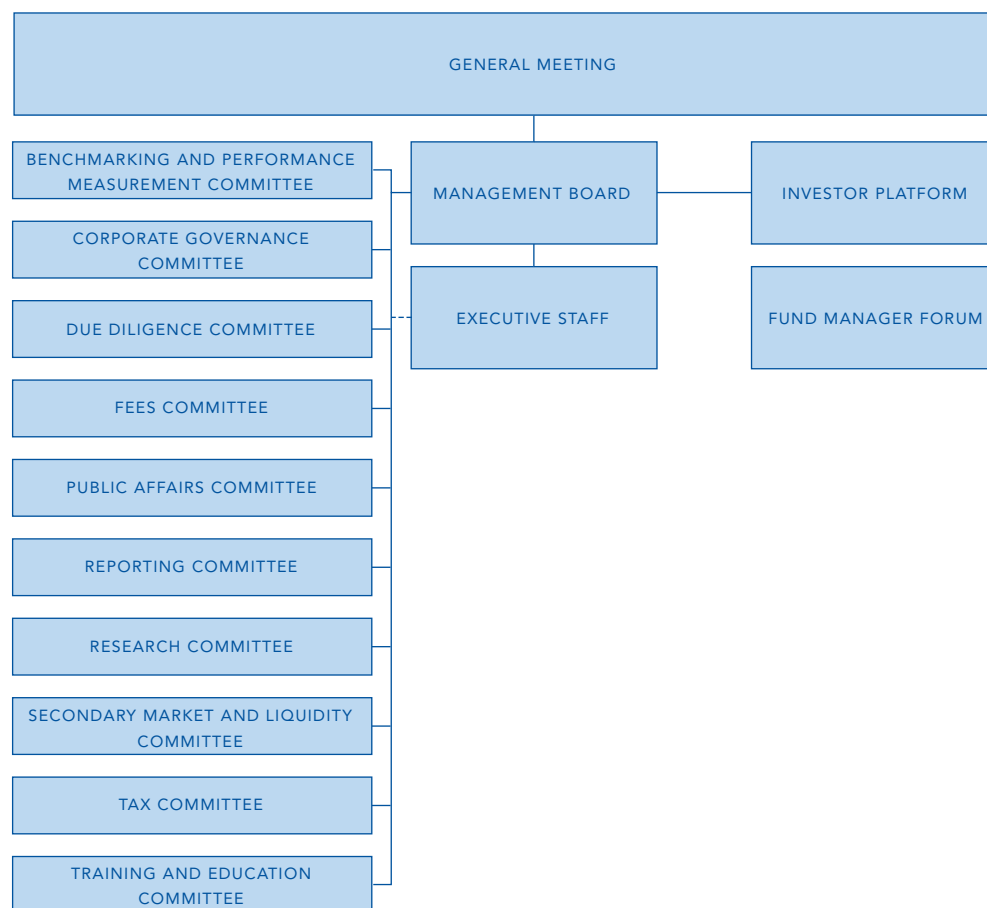 GENERAL MEETING
BENCHMARKING AND PERFORMANCE
MEASUREMENT COMMITTEE
MANAGEMENT BOARD
INVESTOR PLATFORM
CORPORATE GOVERNANCE
COMMITTEE
DUE DILIGENCE COMMITTEE
EXECUTIVE STAFF
FUND MANAGER FORUM
FEES COMMITTEE
PUBLIC AFFAIRS COMMITTEE
REPORTING COMMITTEE
RESEARCH COMMITTEE
SECONDARY MARKET AND LIQUIDITY
COMMITTEE
TAX COMMITTEE
TRAINING AND EDUCATION
COMMITTEE